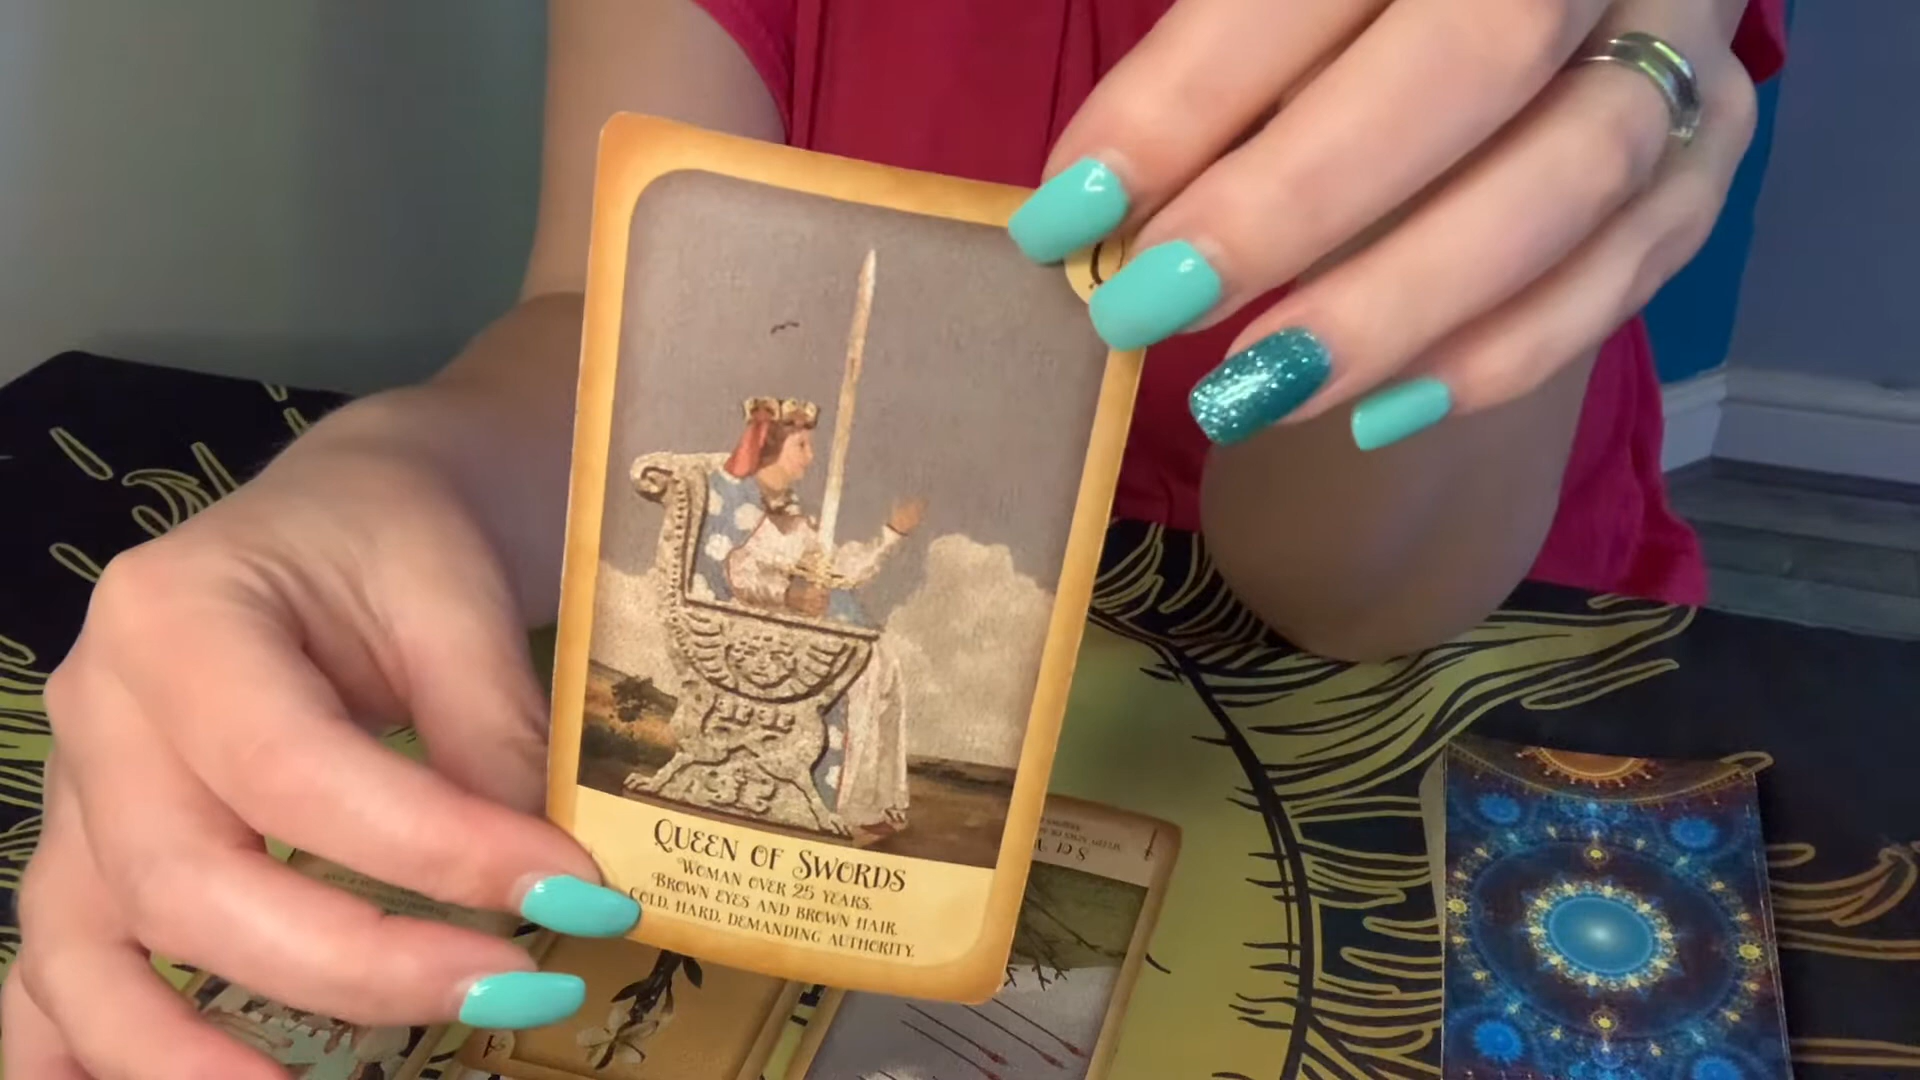 QUEEN OF SWORDS
WOMAN OVER 25 YEARS.
BROWN EYES AND BROWN HAIR.
COLD, HARD, DEMANDING AUTHORITY.